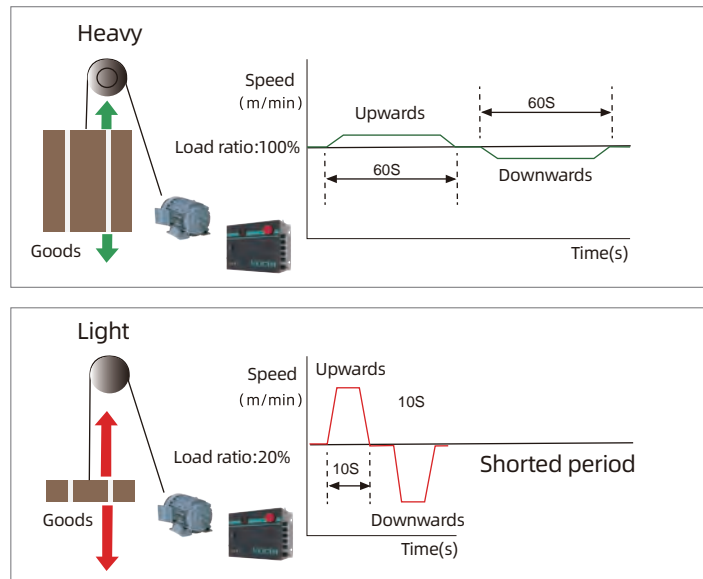 Heavy
Speed
(m/min)
Upwards
60S
Load ratio:100%
60S
Downwards
Goods
Time(s)
Light
Speed
(m/min)
Upwards
10S
Load ratio:20%
10S
Shorted period
Goods
Downwards
Time(s)